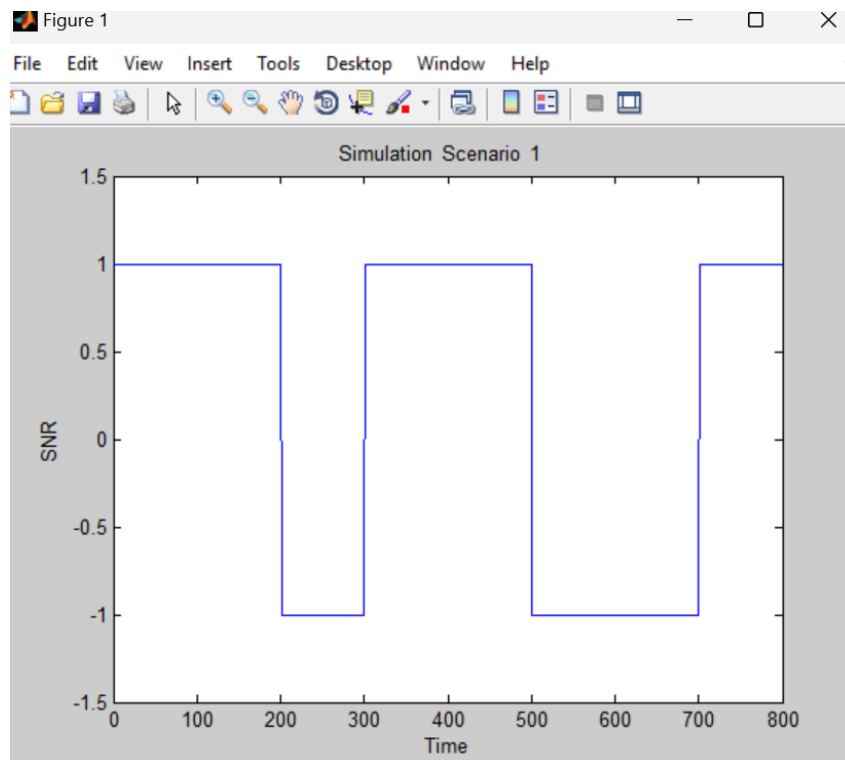 Figure 1
File Edit View Insert Tools Desktop Window Help
Simulation Scenario 1
1.5
1
0.5
0
-0.5
-1
-1.5
SNR
0 100 200 300 400 500 600 700 800
Time